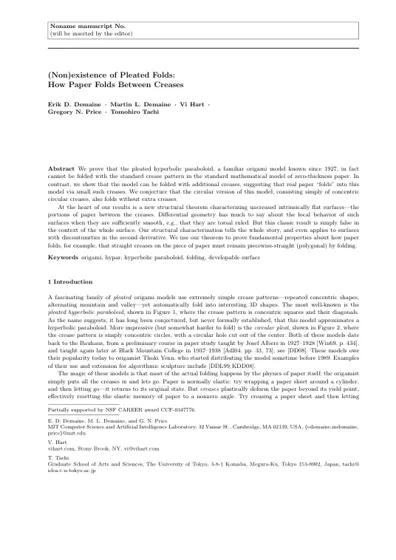 Noname manuscript No.
(will be inserted by the editor)
(Non)existence of Pleated Folds:
How Paper Folds Between Creases
Erik D. Demaine · Martin L. Demaine · Vi Hart ·
Gregory N. Price · Tomohiro Tachi
Abstract We prove that the pleated hyperbolic paraboloid, a familiar origami model known since 1927, in fact
cannot be folded with the standard crease pattern in the standard mathematical model of zero-thickness paper. In
contrast, we show that the model can be folded with additional creases, suggesting that real paper “folds” into this
model via small such creases. We conjecture that the circular version of this model, consisting simply of concentric
circular creases, also folds without extra creases.
At the heart of our results is a new structural theorem characterizing uncreased intrinsically flat surfaces—the
portions of paper between the creases. Differential geometry has much to say about the local behavior of such
surfaces when they are sufficiently smooth, e.g., that they are torsal ruled. But this classic result is simply false in
the context of the whole surface. Our structural characterization tells the whole story, and even applies to surfaces
with discontinuities in the second derivative. We use our theorem to prove fundamental properties about how paper
folds, for example, that straight creases on the piece of paper must remain piecewise-straight (polygonal) by folding.
Keywords origami, hypar, hyperbolic paraboloid, folding, developable surface
1 Introduction
A fascinating family of pleated origami models use extremely simple crease patterns—repeated concentric shapes,
alternating mountain and valley—yet automatically fold into interesting 3D shapes. The most well-known is the
pleated hyperbolic paraboloid, shown in Figure 1, where the crease pattern is concentric squares and their diagonals.
As the name suggests, it has long been conjectured, but never formally established, that this model approximates a
hyperbolic paraboloid. More impressive (but somewhat harder to fold) is the circular pleat, shown in Figure 2, where
the crease pattern is simply concentric circles, with a circular hole cut out of the center. Both of these models date
back to the Bauhaus, from a preliminary course in paper study taught by Josef Albers in 1927–1928 [Win69, p. 434],
and taught again later at Black Mountain College in 1937–1938 [Adl04, pp. 33, 73]; see [DD08]. These models owe
their popularity today to origamist Thoki Yenn, who started distributing the model sometime before 1989. Examples
of their use and extension for algorithmic sculpture include [DDL99,KDD08].
The magic of these models is that most of the actual folding happens by the physics of paper itself; the origamist
simply puts all the creases in and lets go. Paper is normally elastic: try wrapping a paper sheet around a cylinder,
and then letting go—it returns to its original state. But creases plastically deform the paper beyond its yield point,
effectively resetting the elastic memory of paper to a nonzero angle. Try creasing a paper sheet and then letting
Partially supported by NSF CAREER award CCF-0347776.
E. D. Demaine, M. L. Demaine, and G. N. Price
MIT Computer Science and Artificial Intelligence Laboratory, 32 Vassar St., Cambridge, MA 02139, USA, {edemaine,mdemaine,
price}@mit.edu
V. Hart
vihart.com, Stony Brook, NY, vi@vihart.com
T. Tachi
Graduate School of Arts and Sciences, The University of Tokyo, 3-8-1 Komaba, Meguro-Ku, Tokyo 153-8902, Japan, tachi@
idea.c.u-tokyo.ac.jp